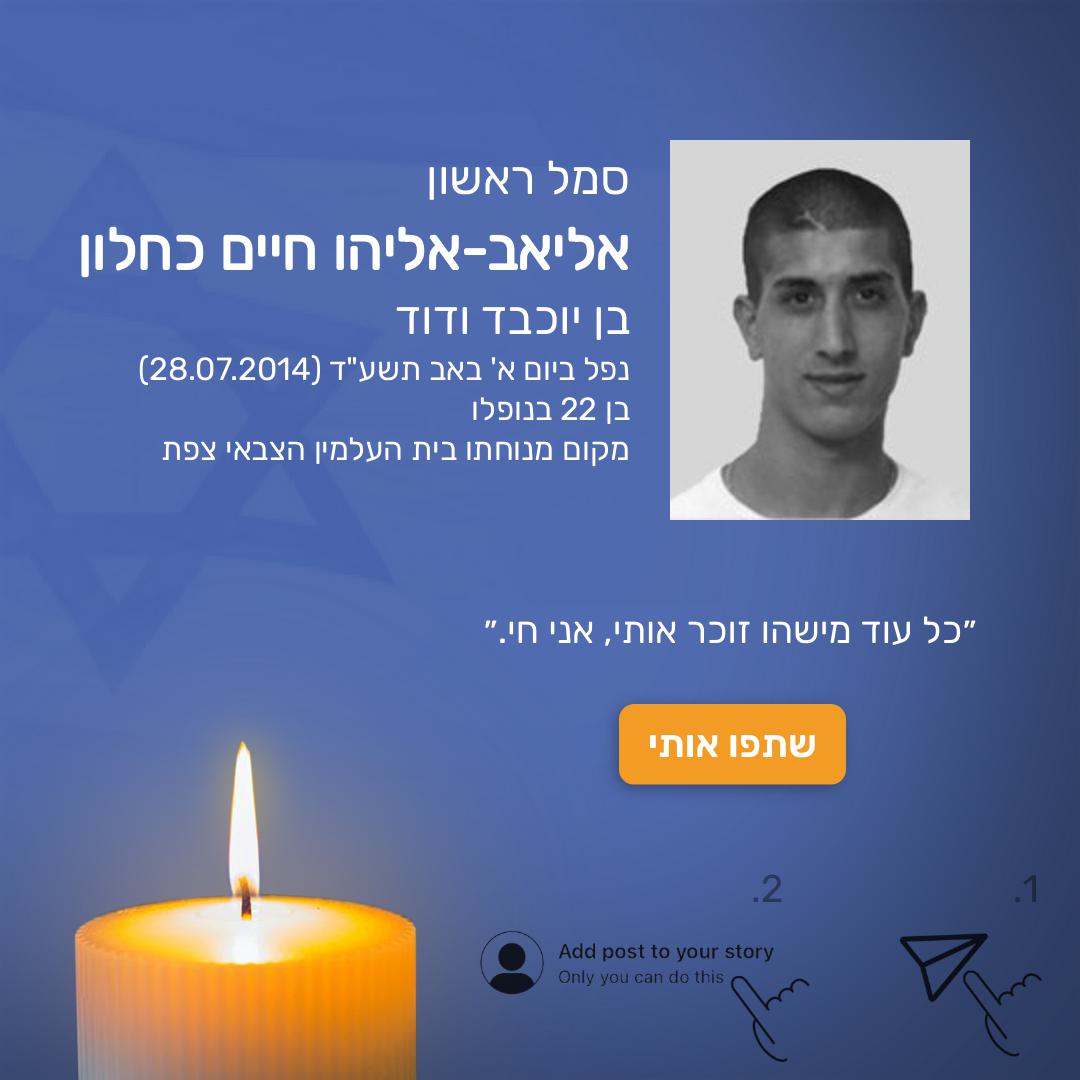 סמל ראשון
אליאב-אליהו חיים כחלון
בן יוכבד ודוד
נפל ביום א' באב תשע"ד (28.07.2014)
בן 22 בנופלו
מקום מנוחתו בית העלמין הצבאי צפת
״כל עוד מישהו זוכר אותי, אני חי.״
שתפו אותי
1.
2.
Add post to your story
Only you can do this